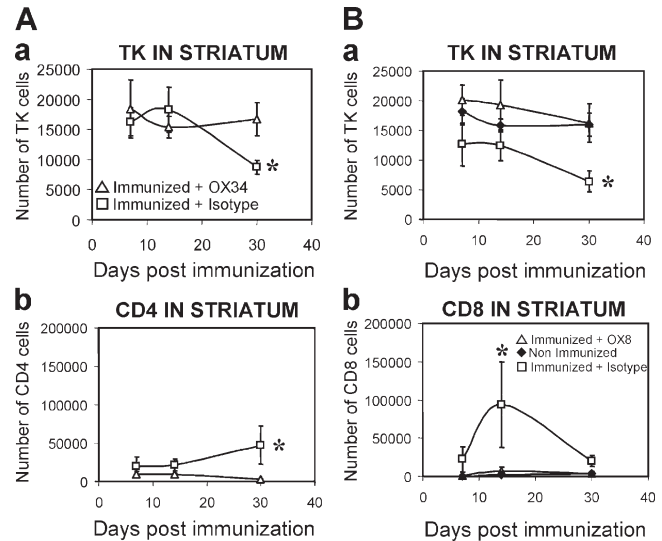 A
a
TK IN STRIATUM
Number of TK cells
25000
20000
15000
10000
5000
0
△ Immunized + OX34
□ Immunized + Isotype
*
0 10 20 30 40
Days post immunization
b
CD4 IN STRIATUM
Number of CD4 cells
200000
150000
100000
50000
0
*
0 10 20 30 40
Days post immunization
B
a
TK IN STRIATUM
Number of TK cells
25000
20000
15000
10000
5000
0
*
0 10 20 30 40
Days post immunization
b
CD8 IN STRIATUM
Number of CD8 cells
200000
150000
100000
50000
0
△ Immunized + OX8
◆ Non Immunized
□ Immunized + Isotype
*
0 10 20 30 40
Days post immunization